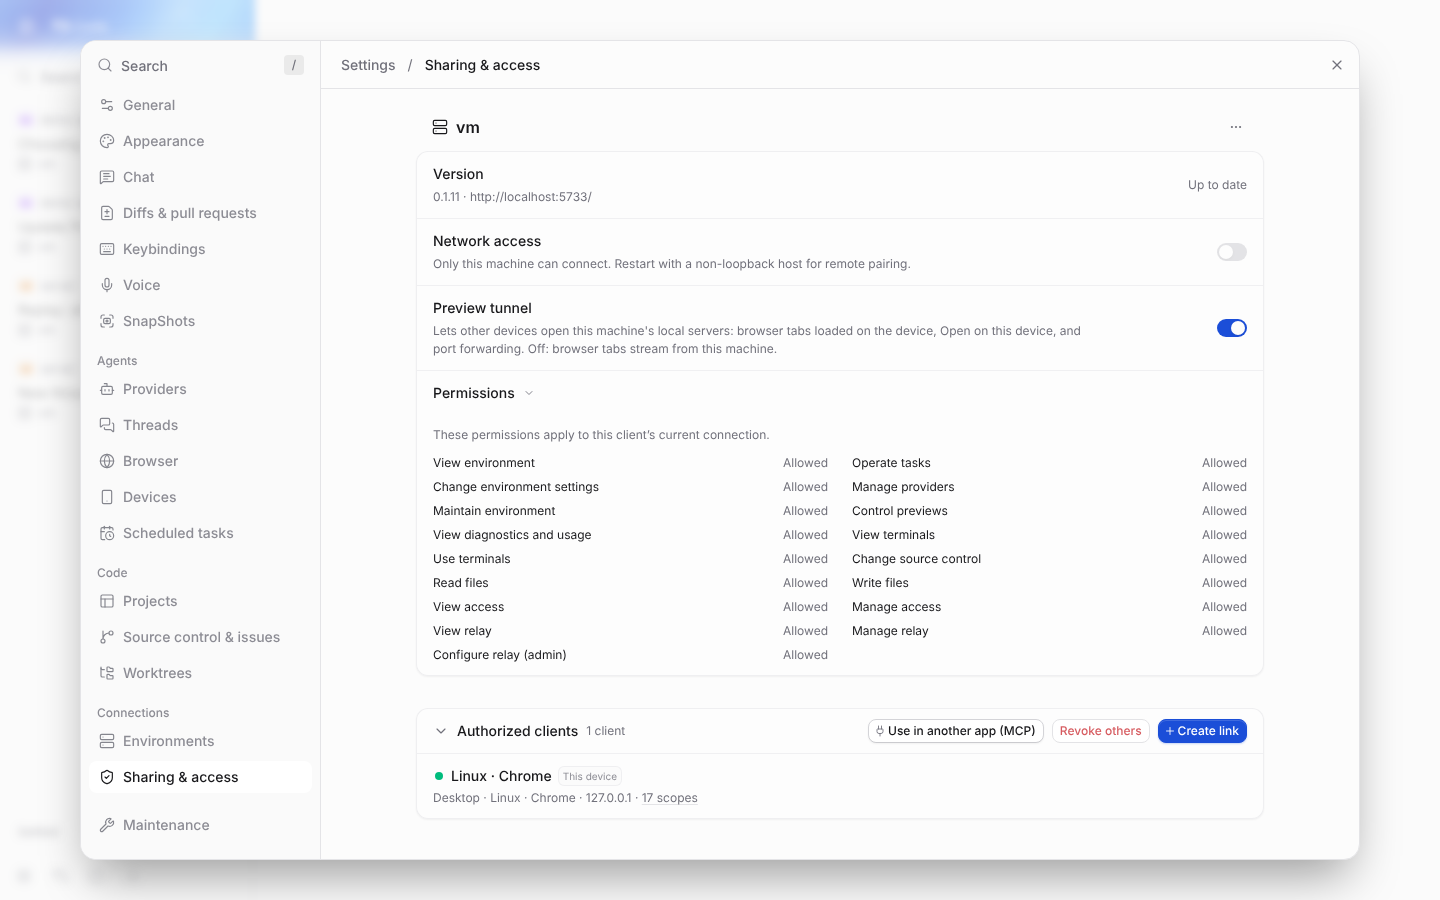 Search
/
General
Appearance
Chat
Diffs & pull requests
Keybindings
Voice
SnapShots
Agents
Providers
Threads
Browser
Devices
Scheduled tasks
Code
Projects
Source control & issues
Worktrees
Connections
Environments
Sharing & access
Maintenance
Settings / Sharing & access
vm
Version
0.1.11 · http://localhost:5733/
Up to date
Network access
Only this machine can connect. Restart with a non-loopback host for remote pairing.
Preview tunnel
Lets other devices open this machine's local servers: browser tabs loaded on the device, Open on this device, and
port forwarding. Off: browser tabs stream from this machine.
Permissions
These permissions apply to this client's current connection.
View environment Allowed Operate tasks Allowed
Change environment settings Allowed Manage providers Allowed
Maintain environment Allowed Control previews Allowed
View diagnostics and usage Allowed View terminals Allowed
Use terminals Allowed Change source control Allowed
Read files Allowed Write files Allowed
View access Allowed Manage access Allowed
View relay Allowed Manage relay Allowed
Configure relay (admin) Allowed
Authorized clients 1 client Use in another app (MCP) Revoke others + Create link
Linux · Chrome This device
Desktop · Linux · Chrome · 127.0.0.1 · 17 scopes